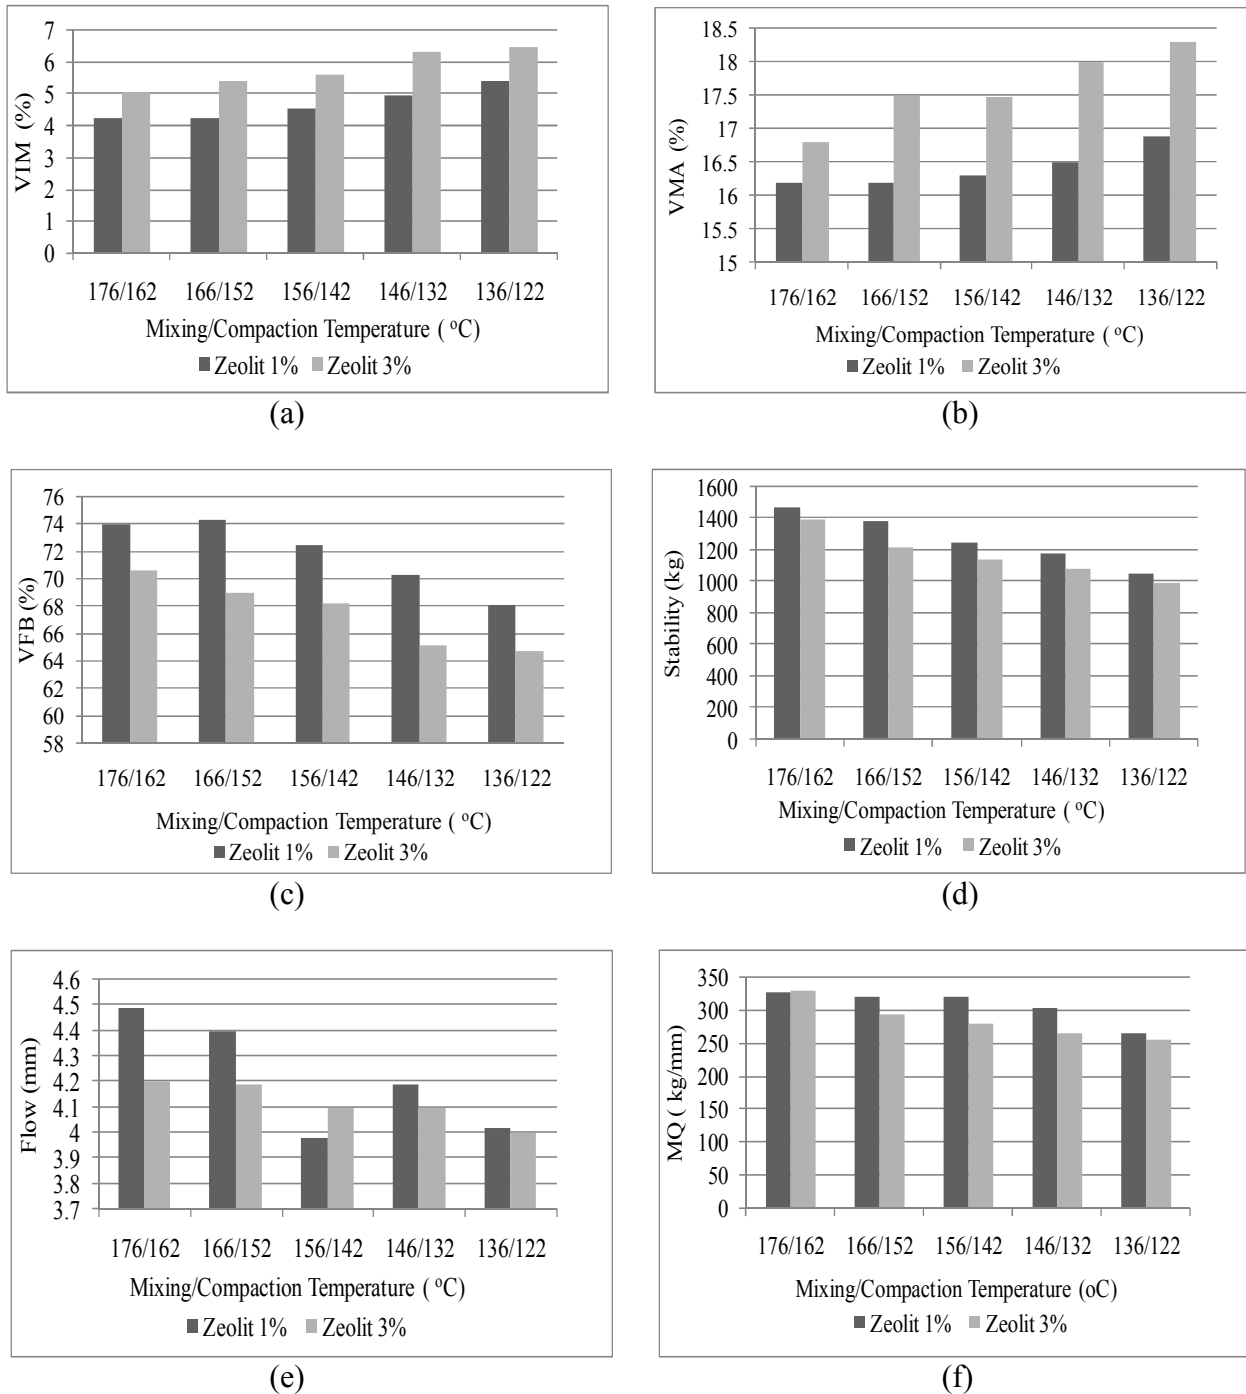 7
6
5
4
3
2
1
0
VIM (%)
176/162 166/152 156/142 146/132 136/122
Mixing/Compaction Temperature ( °C)
Zeolit 1% Zeolit 3%
(a)
18.5
18
17.5
17
16.5
16
15.5
15
VMA (%)
176/162 166/152 156/142 146/132 136/122
Mixing/Compaction Temperature ( °C)
Zeolit 1% Zeolit 3%
(b)
76
74
72
70
68
66
64
62
60
58
VFB (%)
176/162 166/152 156/142 146/132 136/122
Mixing/Compaction Temperature ( °C)
Zeolit 1% Zeolit 3%
(c)
1600
1400
1200
1000
800
600
400
200
0
Stability (kg)
176/162 166/152 156/142 146/132 136/122
Mixing/Compaction Temperature ( °C)
Zeolit 1% Zeolit 3%
(d)
4.6
4.5
4.4
4.3
4.2
4.1
4
3.9
3.8
3.7
Flow (mm)
176/162 166/152 156/142 146/132 136/122
Mixing/Compaction Temperature ( °C)
Zeolit 1% Zeolit 3%
(e)
350
300
250
200
150
100
50
0
MQ ( kg/mm)
176/162 166/152 156/142 146/132 136/122
Mixing/Compaction Temperature (oC)
Zeolit 1% Zeolit 3%
(f)